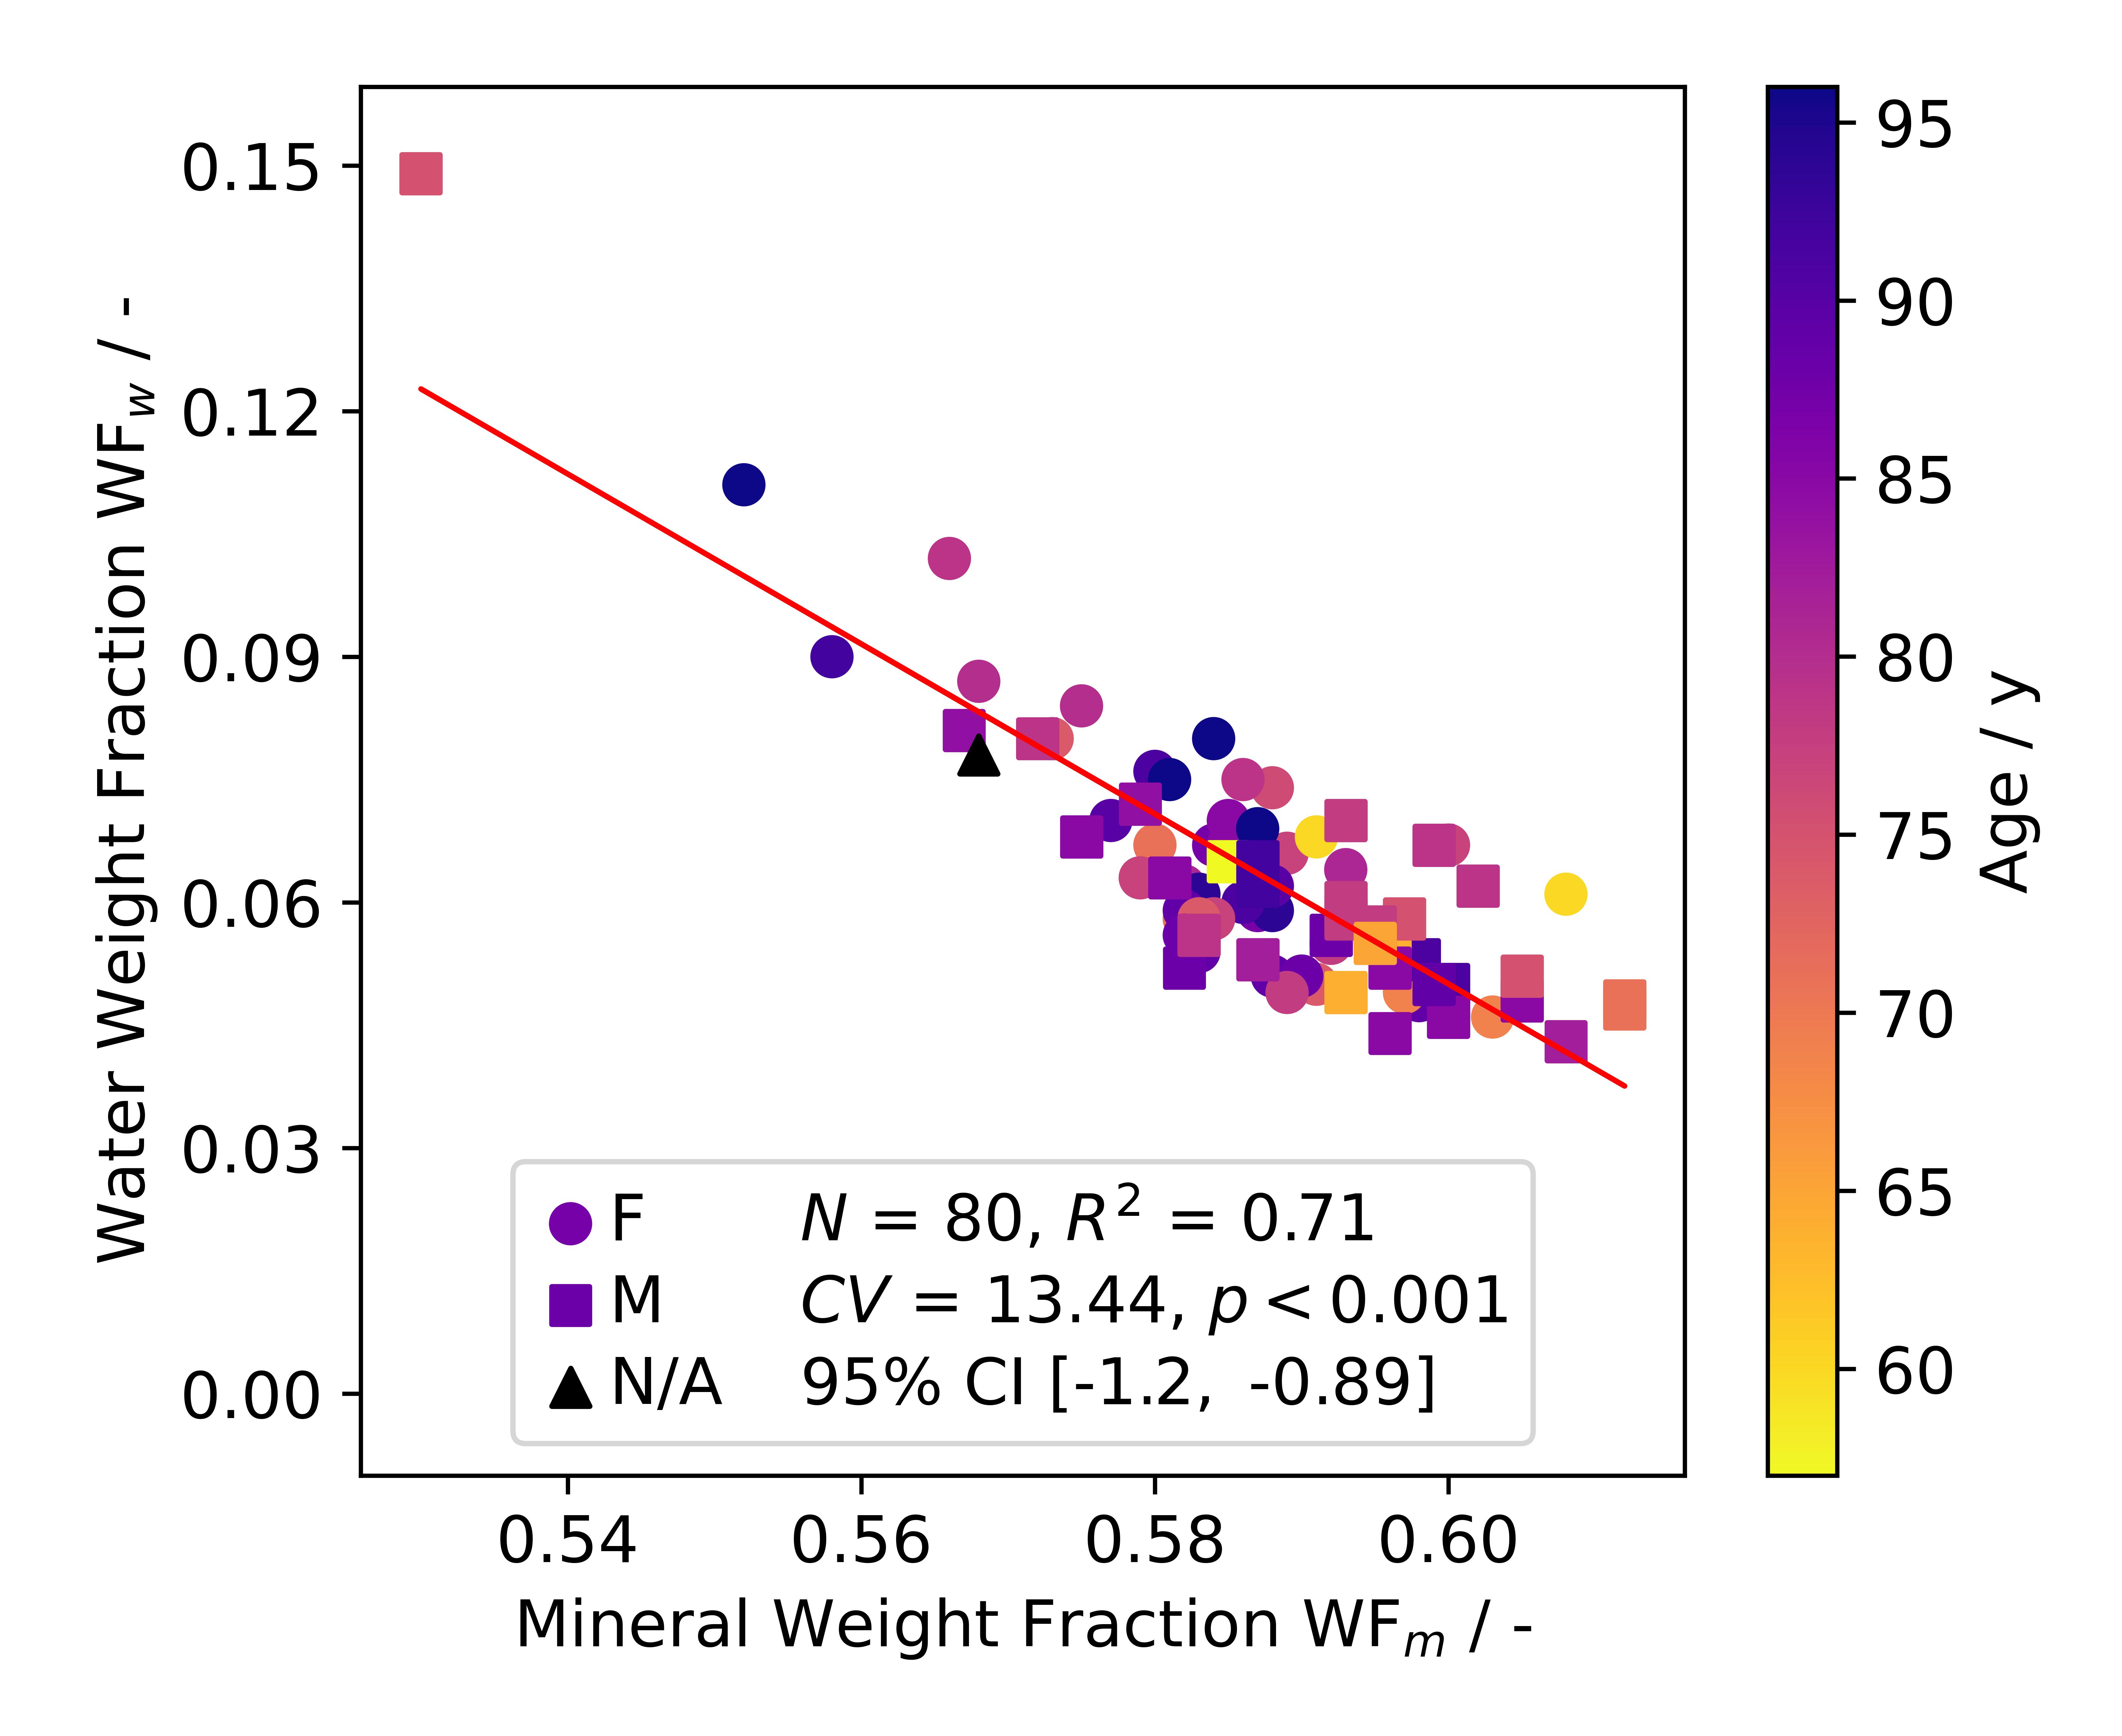 0.15
0.12
0.09
0.06
0.03
0.00
Water Weight Fraction WF_w / -
F N = 80, R^2 = 0.71
M CV = 13.44, p < 0.001
N/A 95% CI [-1.2, -0.89]
0.54 0.56 0.58 0.60
Mineral Weight Fraction WF_m / -
95
90
85
80
75
70
65
60
Age / y